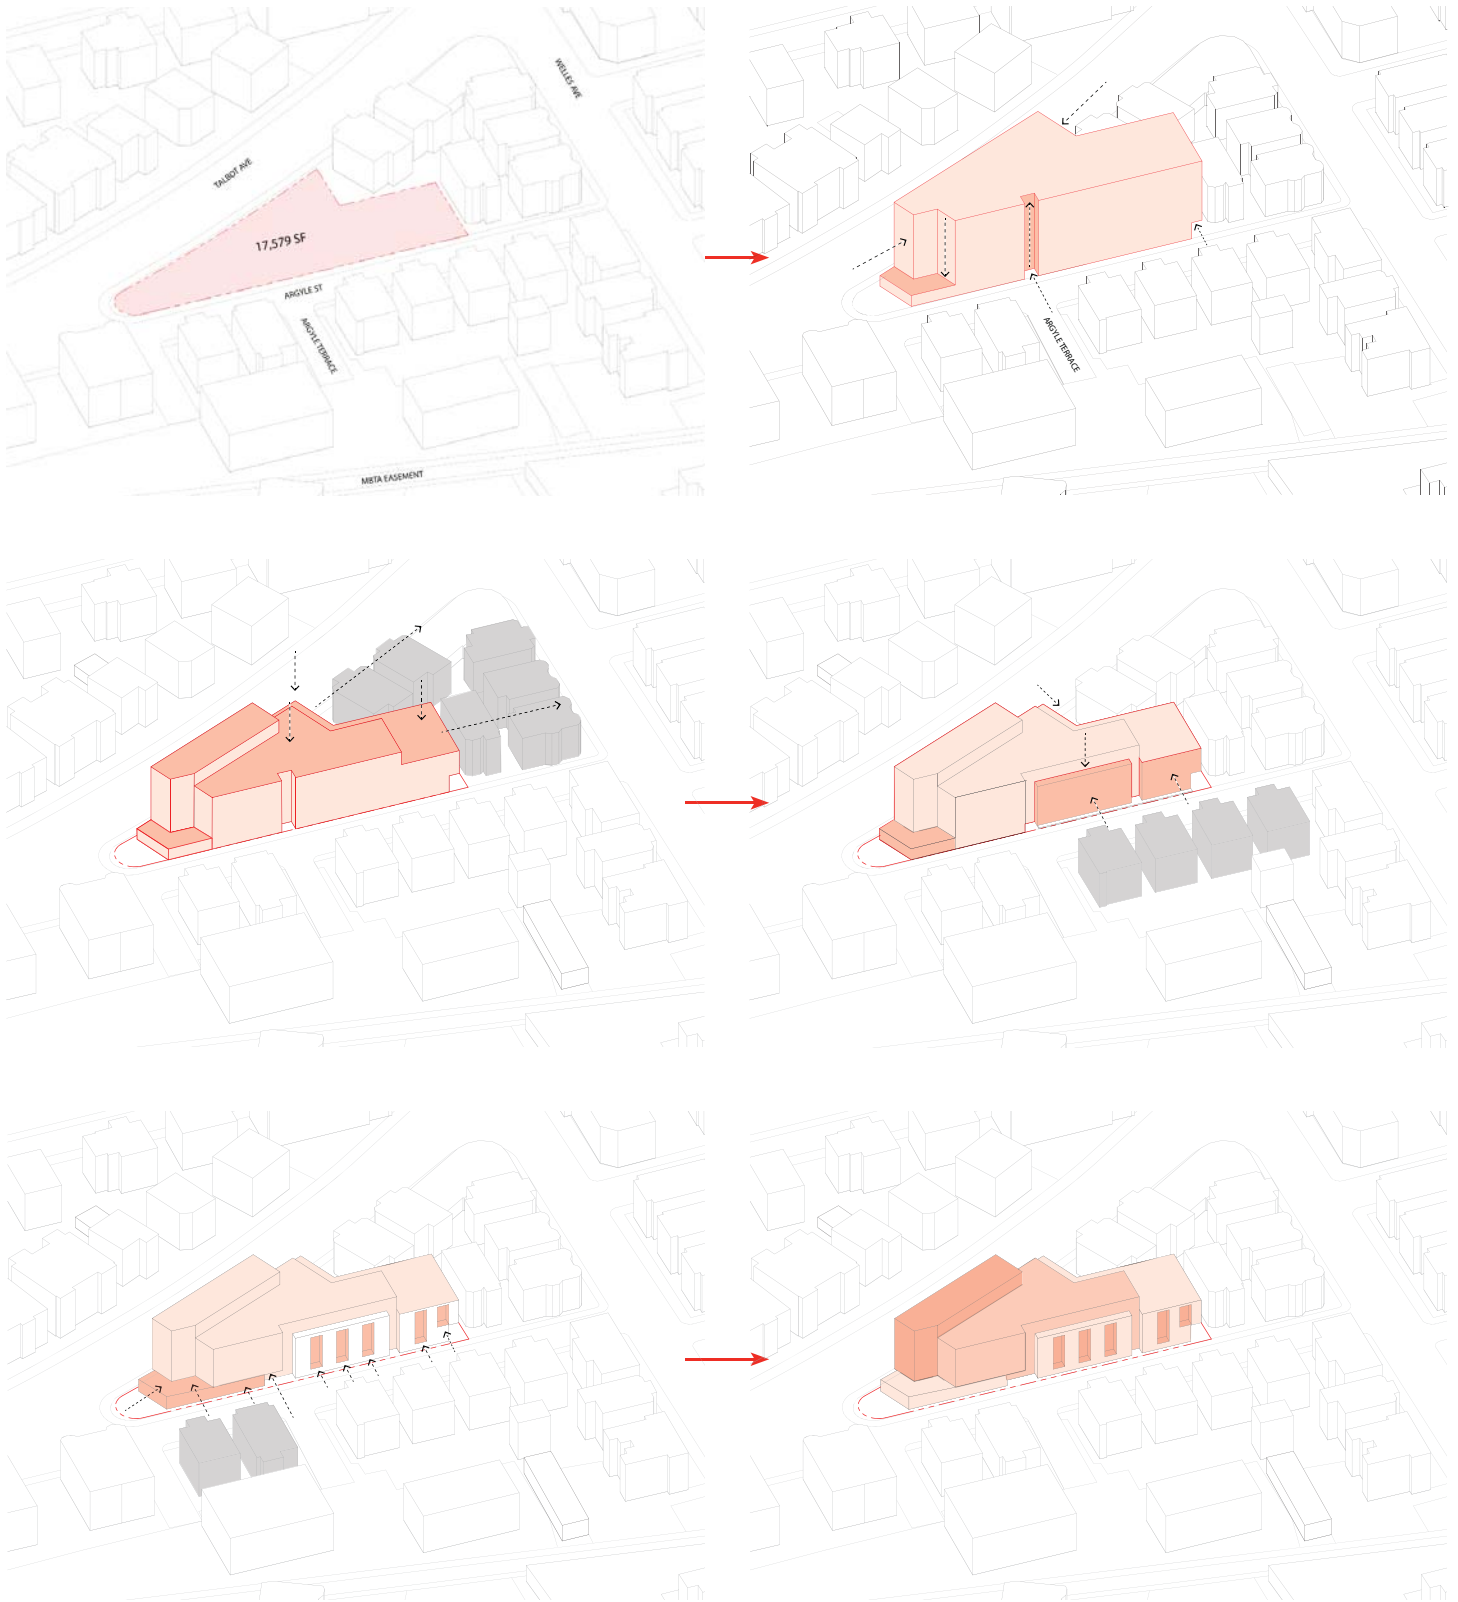 WELLES AVE
TALBOT AVE
17,579 SF
ARGYLE ST
ARGYLE TERRACE
MBTA EASEMENT
ARGYLE TERRACE